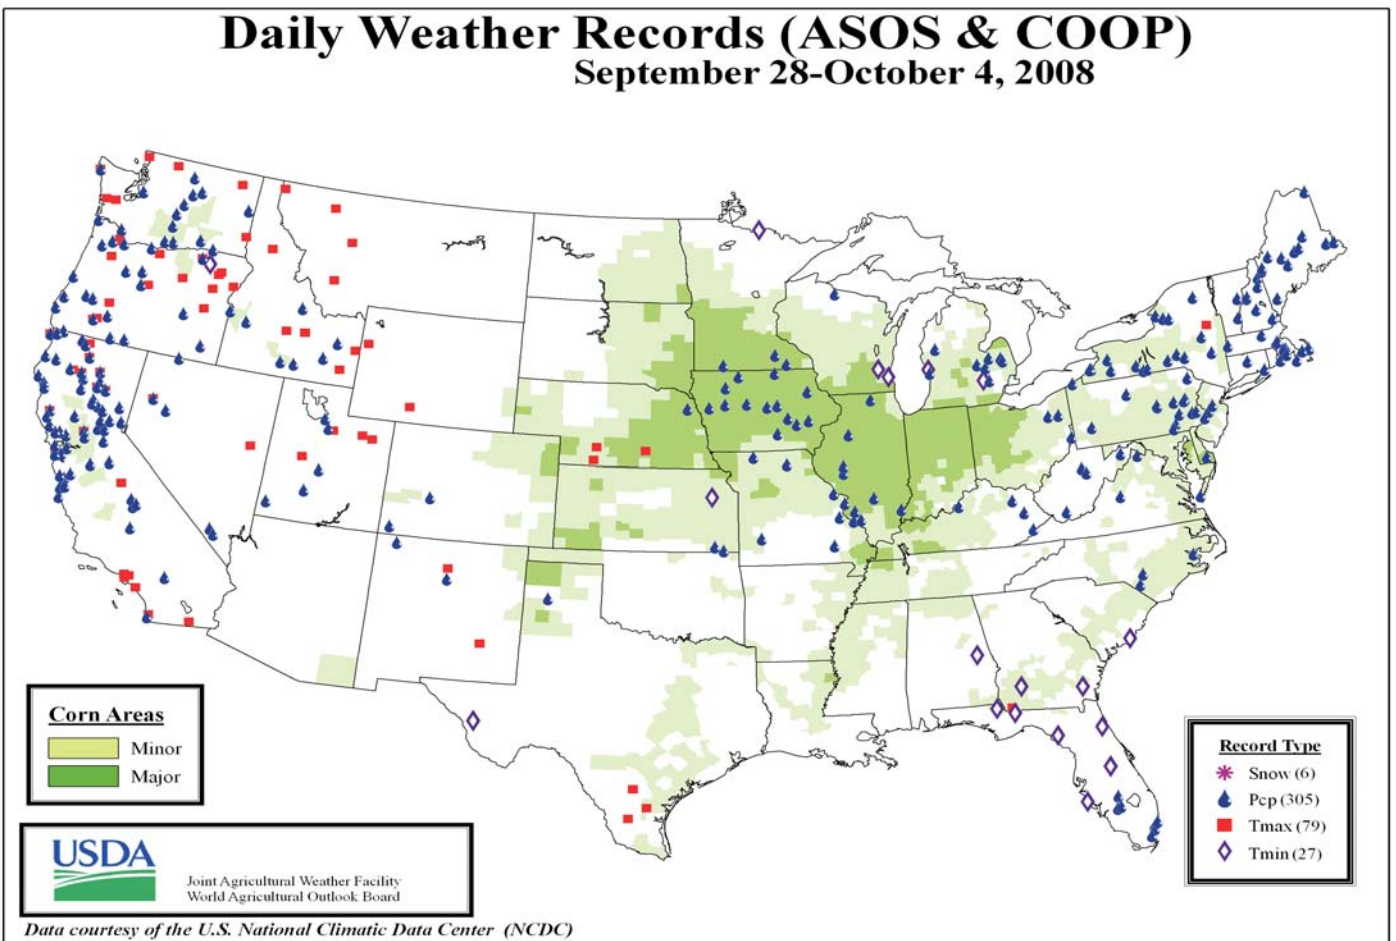 Daily Weather Records (ASOS & COOP)
September 28-October 4, 2008
Corn Areas
Minor
Major
Record Type
Snow (6)
Pcp (305)
Tmax (79)
Tmin (27)
USDA
Joint Agricultural Weather Facility
World Agricultural Outlook Board
Data courtesy of the U.S. National Climatic Data Center (NCDC)